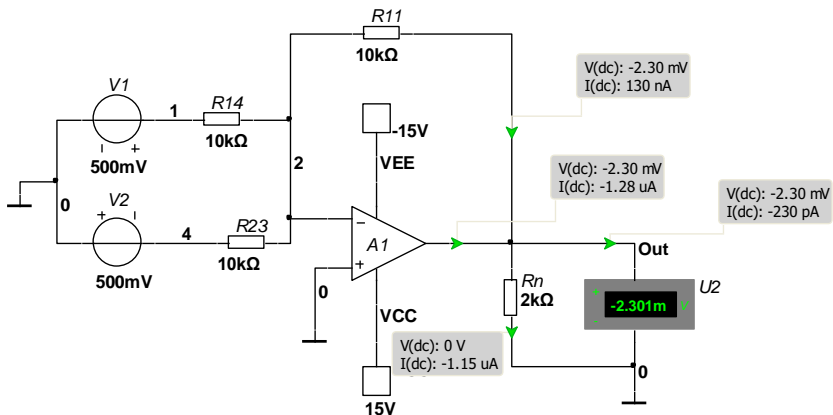 R11
10kΩ
V(dc): -2.30 mV
I(dc): 130 nA
V1
1
R14
-15V
500mV
10kΩ
2
VEE
V(dc): -2.30 mV
I(dc): -1.28 uA
V(dc): -2.30 mV
I(dc): -230 pA
0
V2
4
R23
A1
Out
500mV
10kΩ
0
Rn
2kΩ
U2
+
-2.301m
V
VCC
V(dc): 0 V
I(dc): -1.15 uA
0
15V